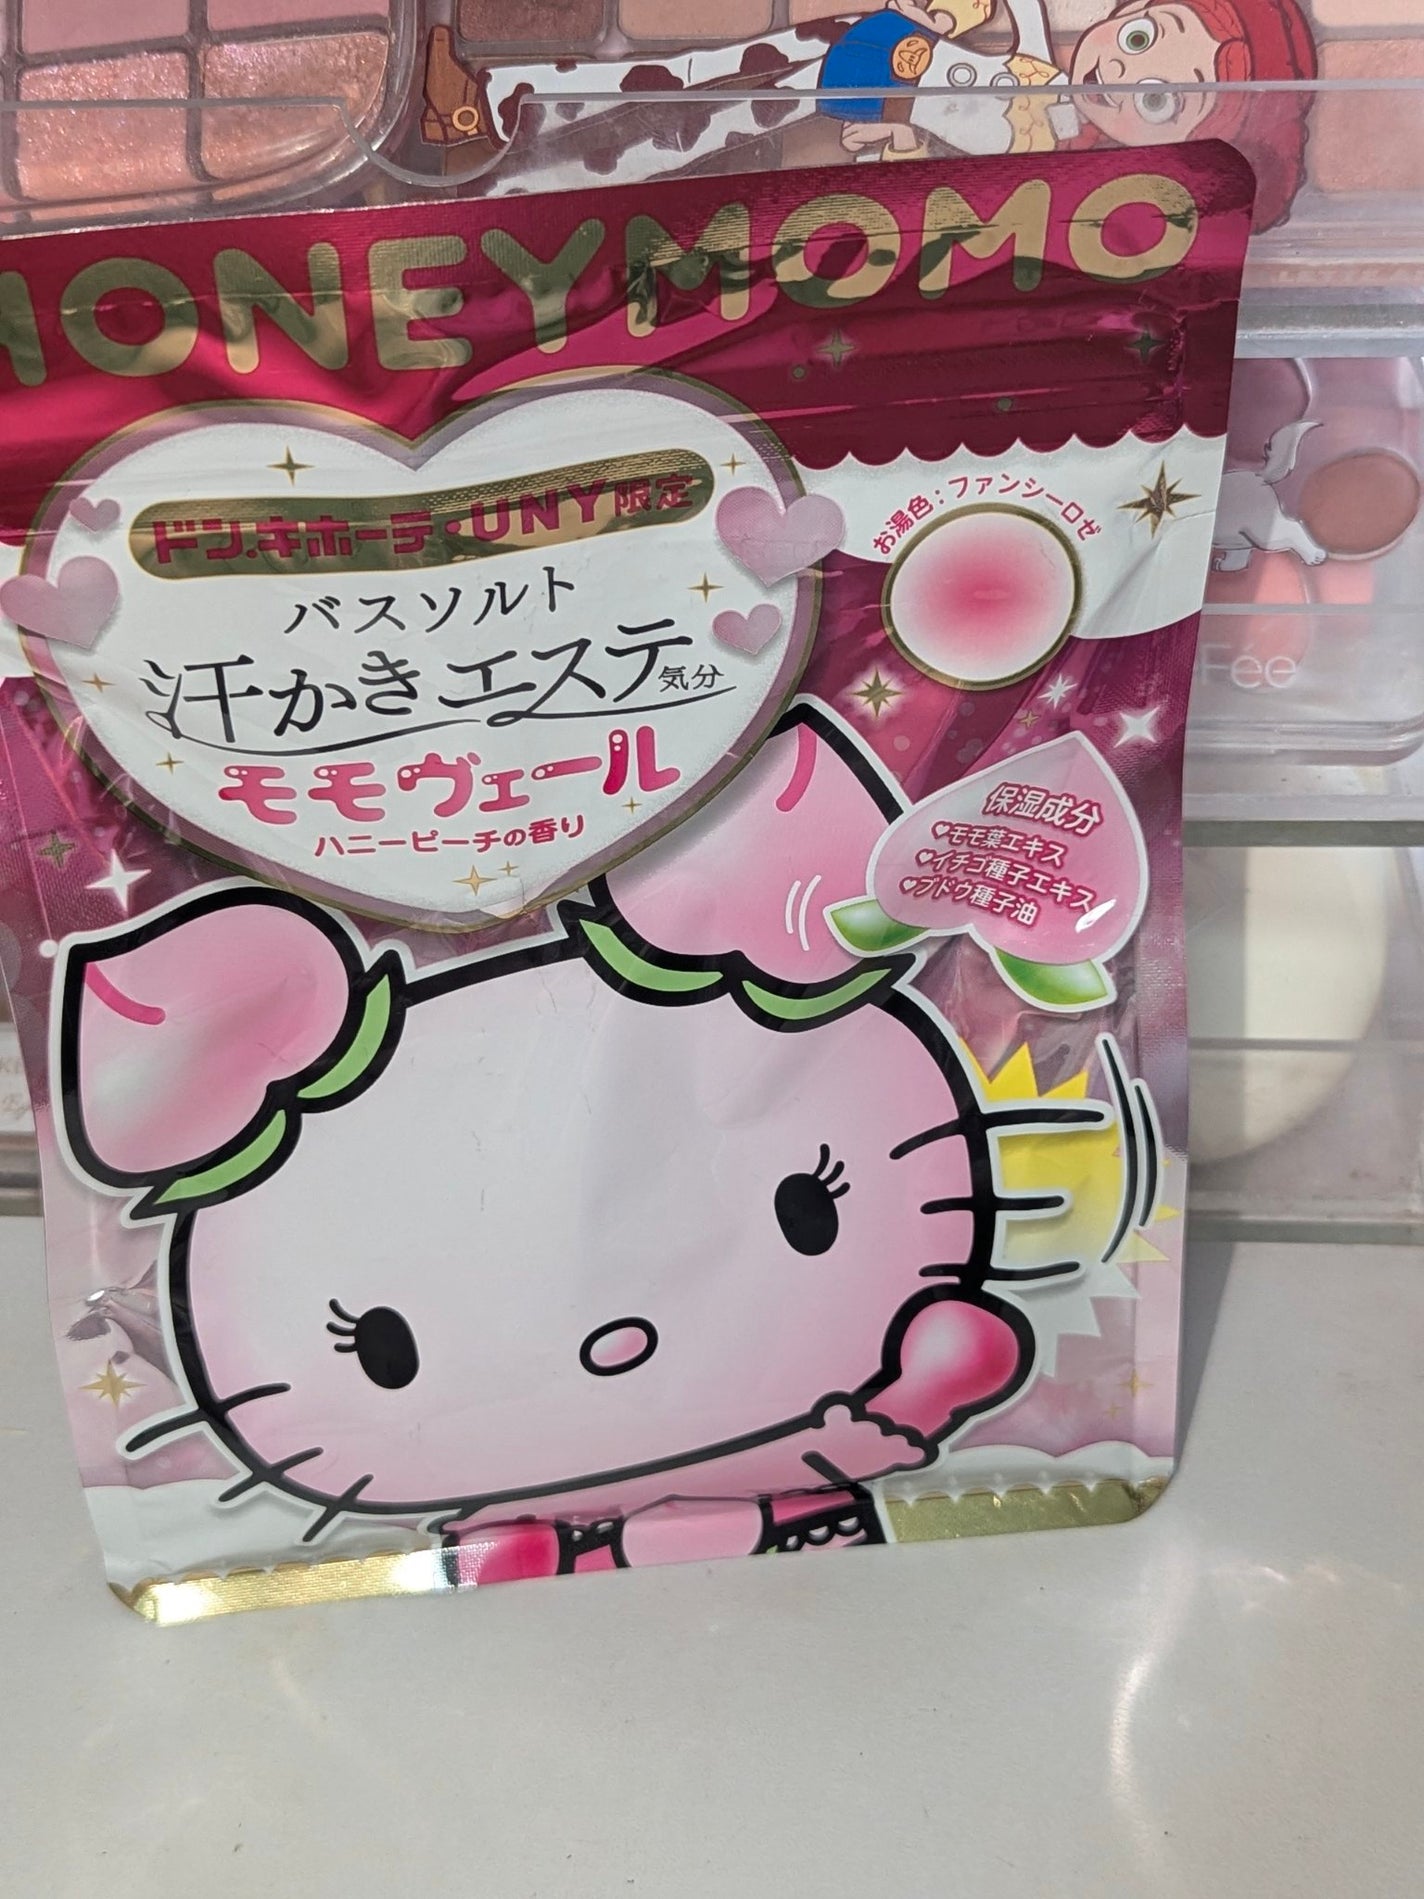 HONEYMOMO
ドン.キホーテ・UNY限定
バスソルト
汗かきエステ気分
モモヴェール
ハニーピーチの香り
お湯色：ファンシーロゼ
保湿成分
♥モモ葉エキス
♥イチゴ種子エキス
♥ブドウ種子油
Fée